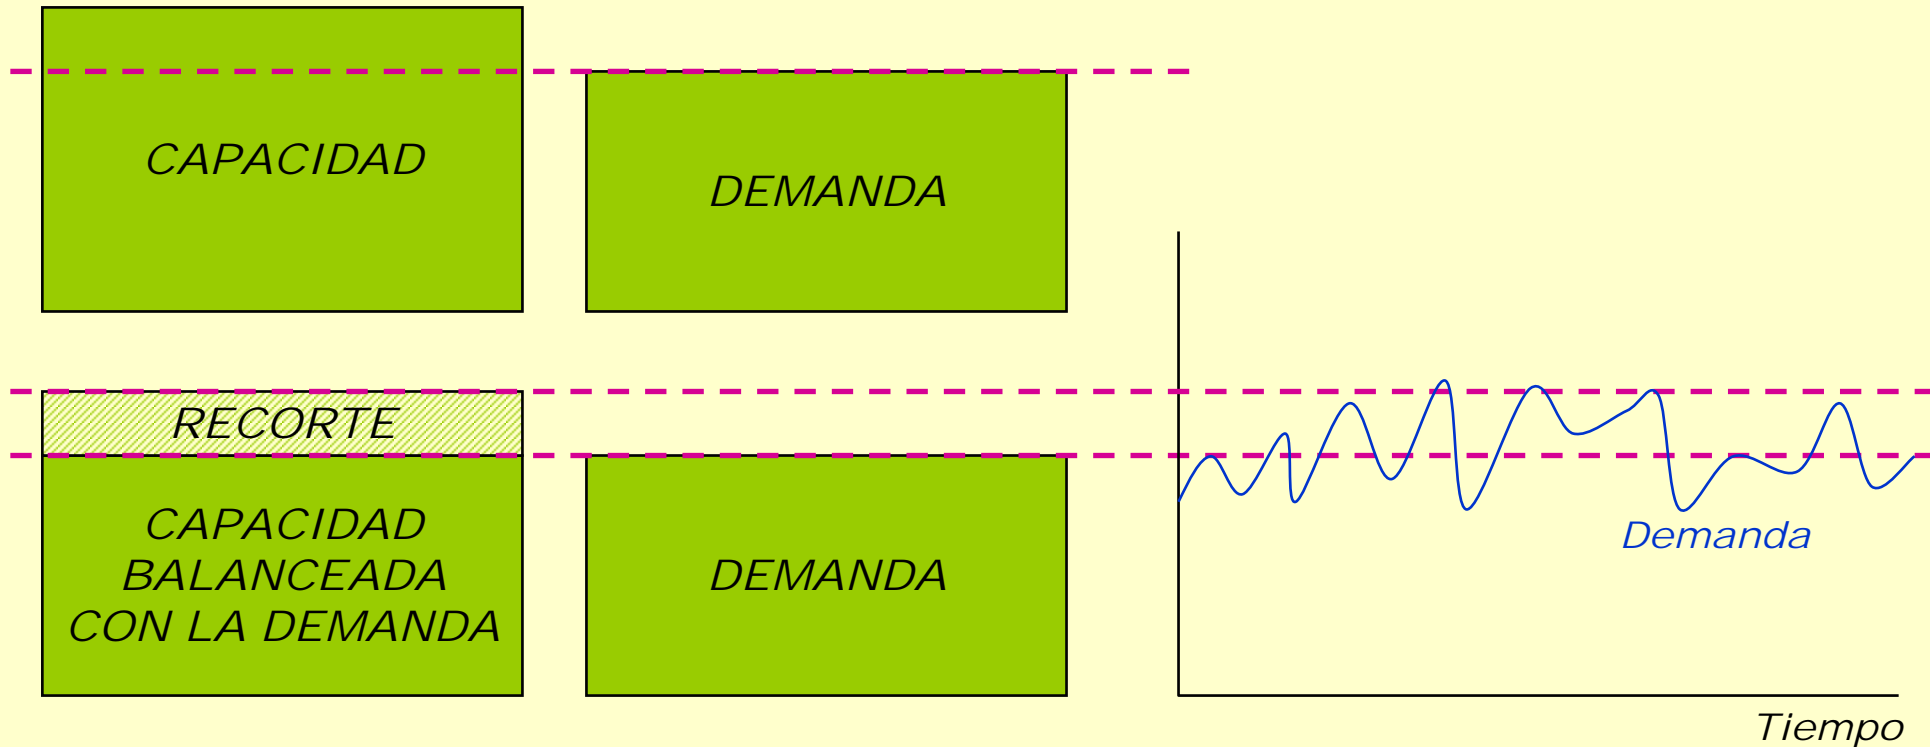 CAPACIDAD
DEMANDA
RECORTE
CAPACIDAD
BALANCEADA
CON LA DEMANDA
DEMANDA
Demanda
Tiempo